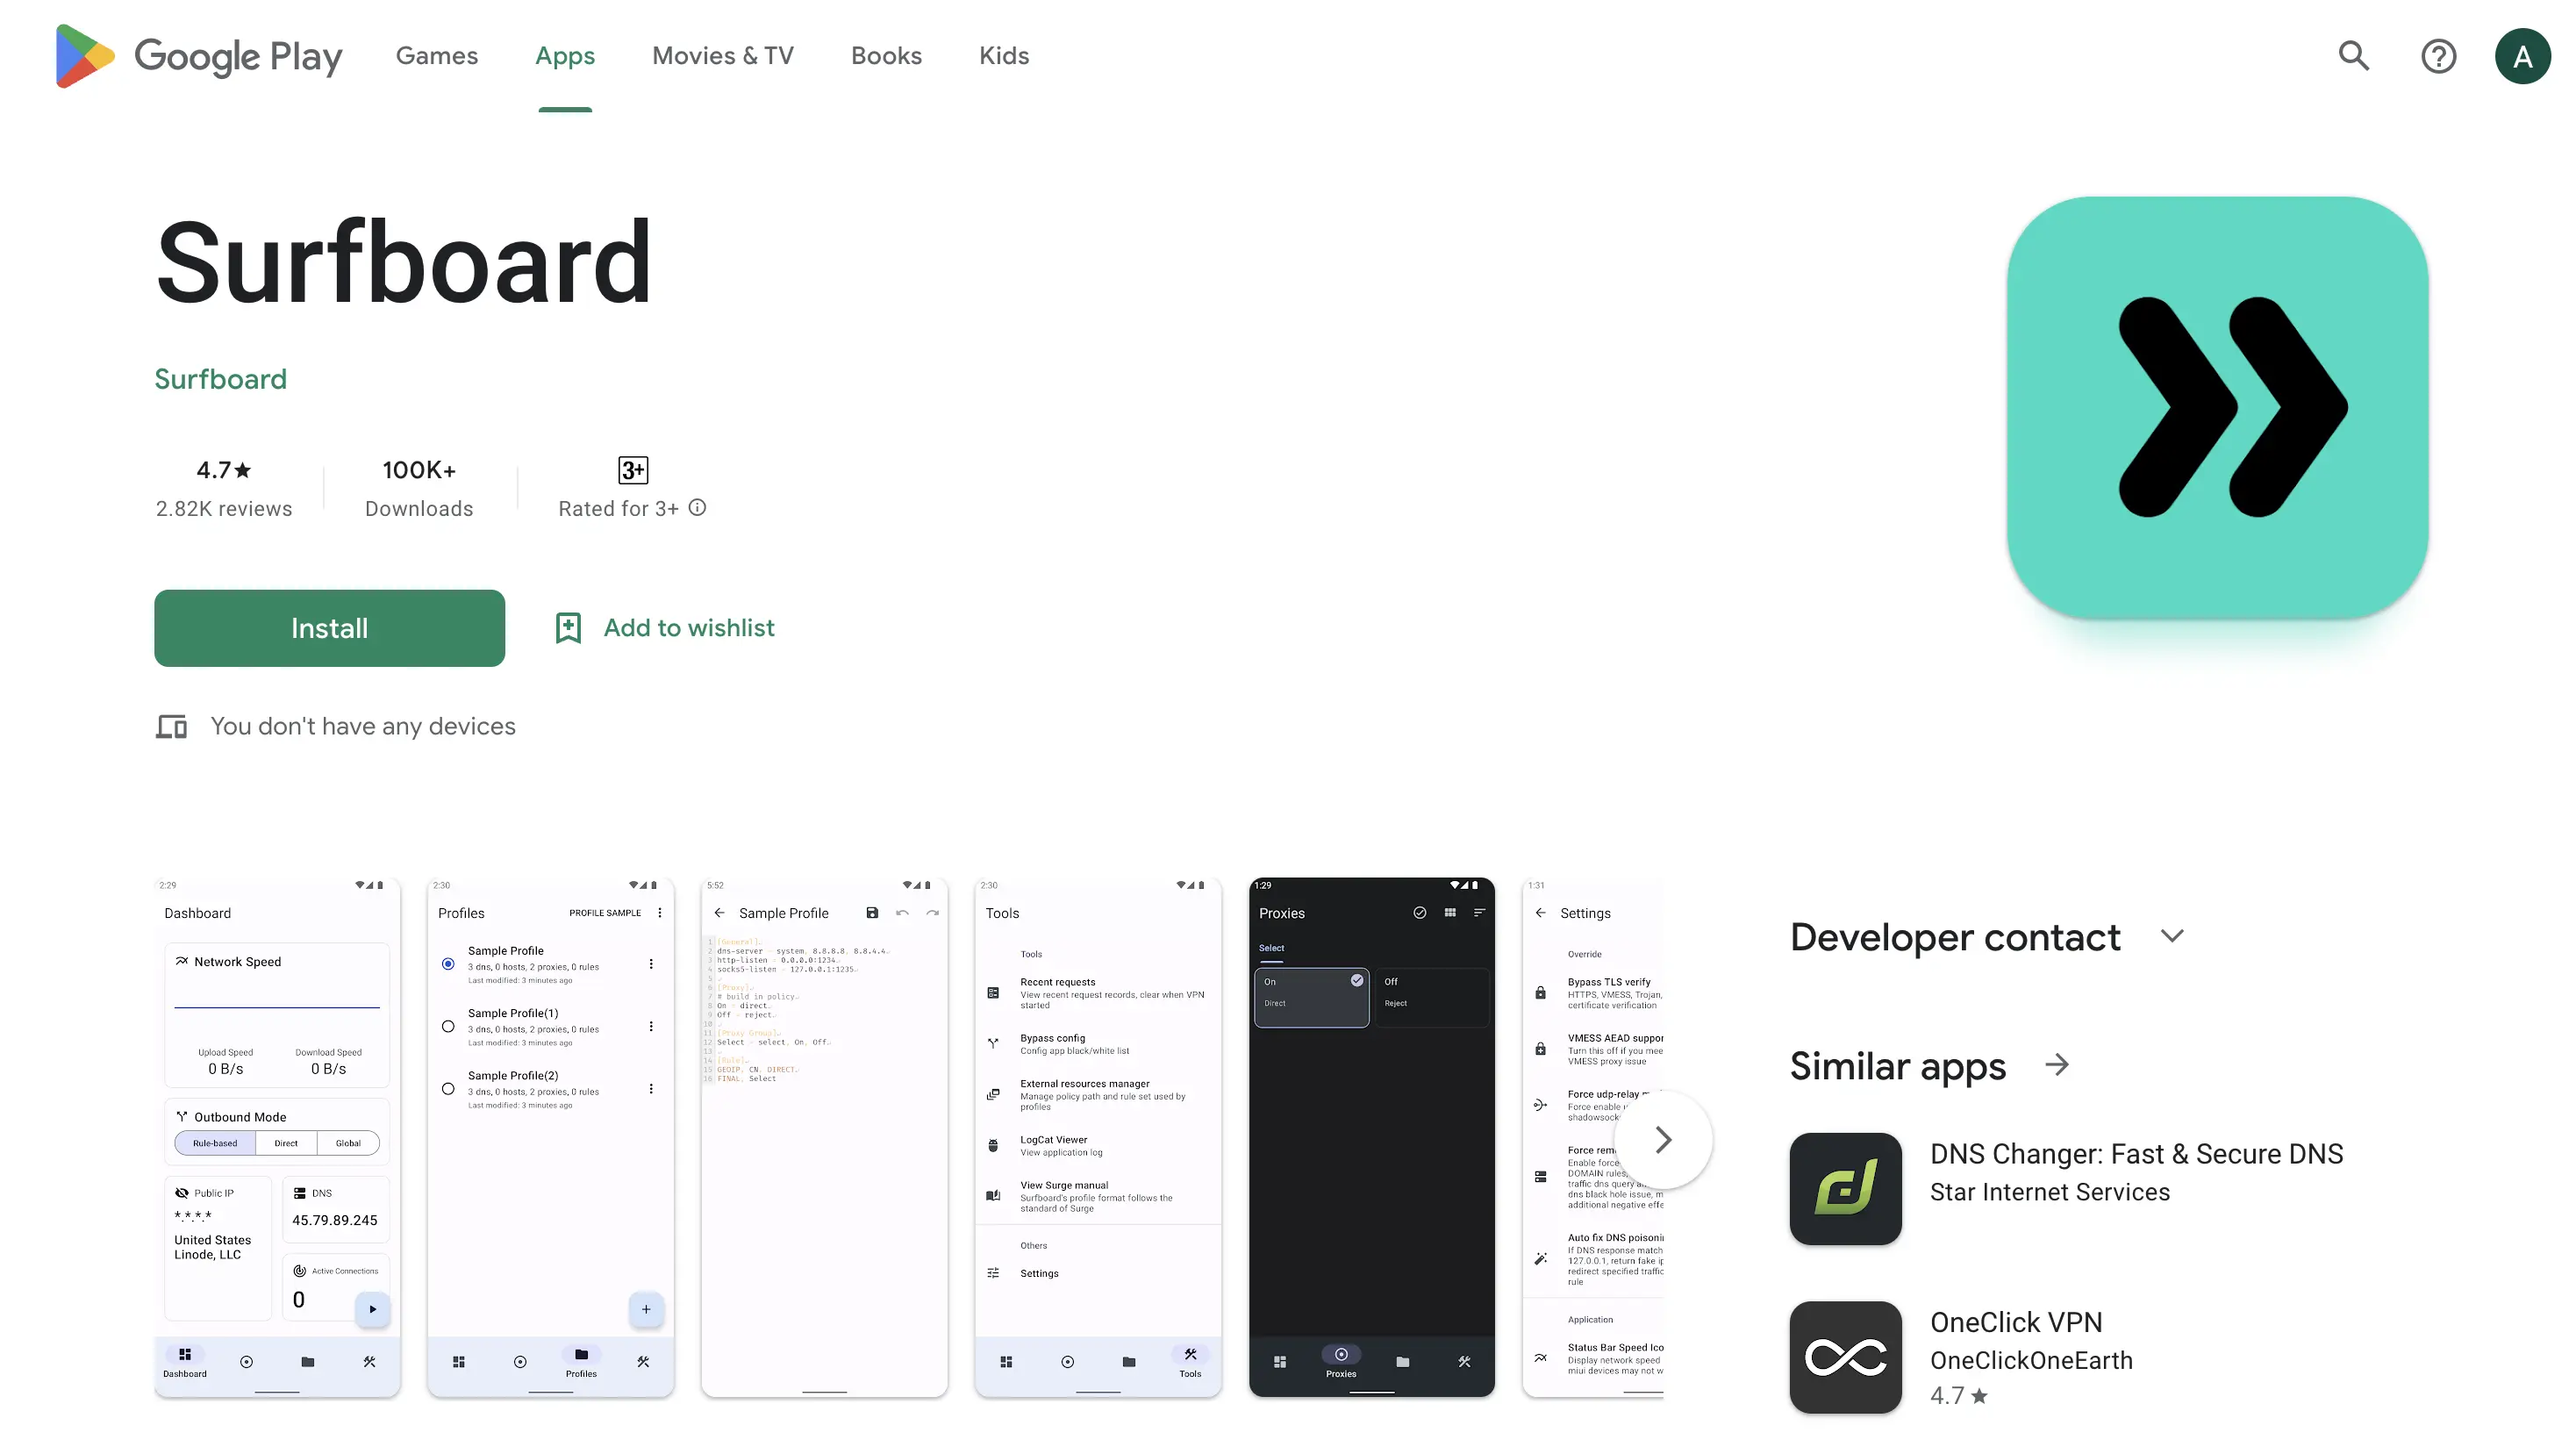 Google Play
Games
Apps
Movies & TV
Books
Kids
A
Surfboard
Surfboard
4.7★
2.82K reviews
100K+
Downloads
3+
Rated for 3+
Install
Add to wishlist
You don't have any devices
2:29
Dashboard
Network Speed
Upload Speed
0 B/s
Download Speed
0 B/s
Outbound Mode
Rule-based
Direct
Global
Public IP
*.*.*.*
United States
Linode, LLC
DNS
45.79.89.245
Active Connections
0
Dashboard
2:30
Profiles
PROFILE SAMPLE
Sample Profile
3 dns, 0 hosts, 2 proxies, 0 rules
Last modified: 3 minutes ago
Sample Profile(1)
3 dns, 0 hosts, 2 proxies, 0 rules
Last modified: 3 minutes ago
Sample Profile(2)
3 dns, 0 hosts, 2 proxies, 0 rules
Last modified: 3 minutes ago
Profiles
5:52
Sample Profile
1 [General]
2 dns-server = system, 8.8.8.8, 8.8.4.4
3 http-listen = 0.0.0.0:1234
4 socks5-listen = 127.0.0.1:1235
5
6 [Proxy]
7 # build in policy
8 On = direct
9 Off = reject
10
11 [Proxy Group]
12 Select = select, On, Off
13
14 [Rule]
15 GEOIP, CN, DIRECT
16 FINAL, Select
2:30
Tools
Tools
Recent requests
View recent request records, clear when VPN
started
Bypass config
Config app black/white list
External resources manager
Manage policy path and rule set used by
profiles
LogCat Viewer
View application log
View Surge manual
Surfboard's profile format follows the
standard of Surge
Others
Settings
Tools
1:29
Proxies
Select
On
Direct
Off
Reject
Proxies
1:31
Settings
Override
Bypass TLS verify
HTTPS, VMESS, Trojan,
certificate verification
VMESS AEAD suppor
Turn this off if you mee
VMESS proxy issue
Force udp-relay
Force enable
shadowsock
Force rem
Enable force
DOMAIN rules
traffic dns query
dns black hole issue, m
additional negative effe
Auto fix DNS poisoni
If DNS response match
127.0.0.1, return fake ip
redirect specified traffic
rule
Application
Status Bar Speed Ico
Display network speed
miui devices may not w
Developer contact
Similar apps
DNS Changer: Fast & Secure DNS
Star Internet Services
OneClick VPN
OneClickOneEarth
4.7★